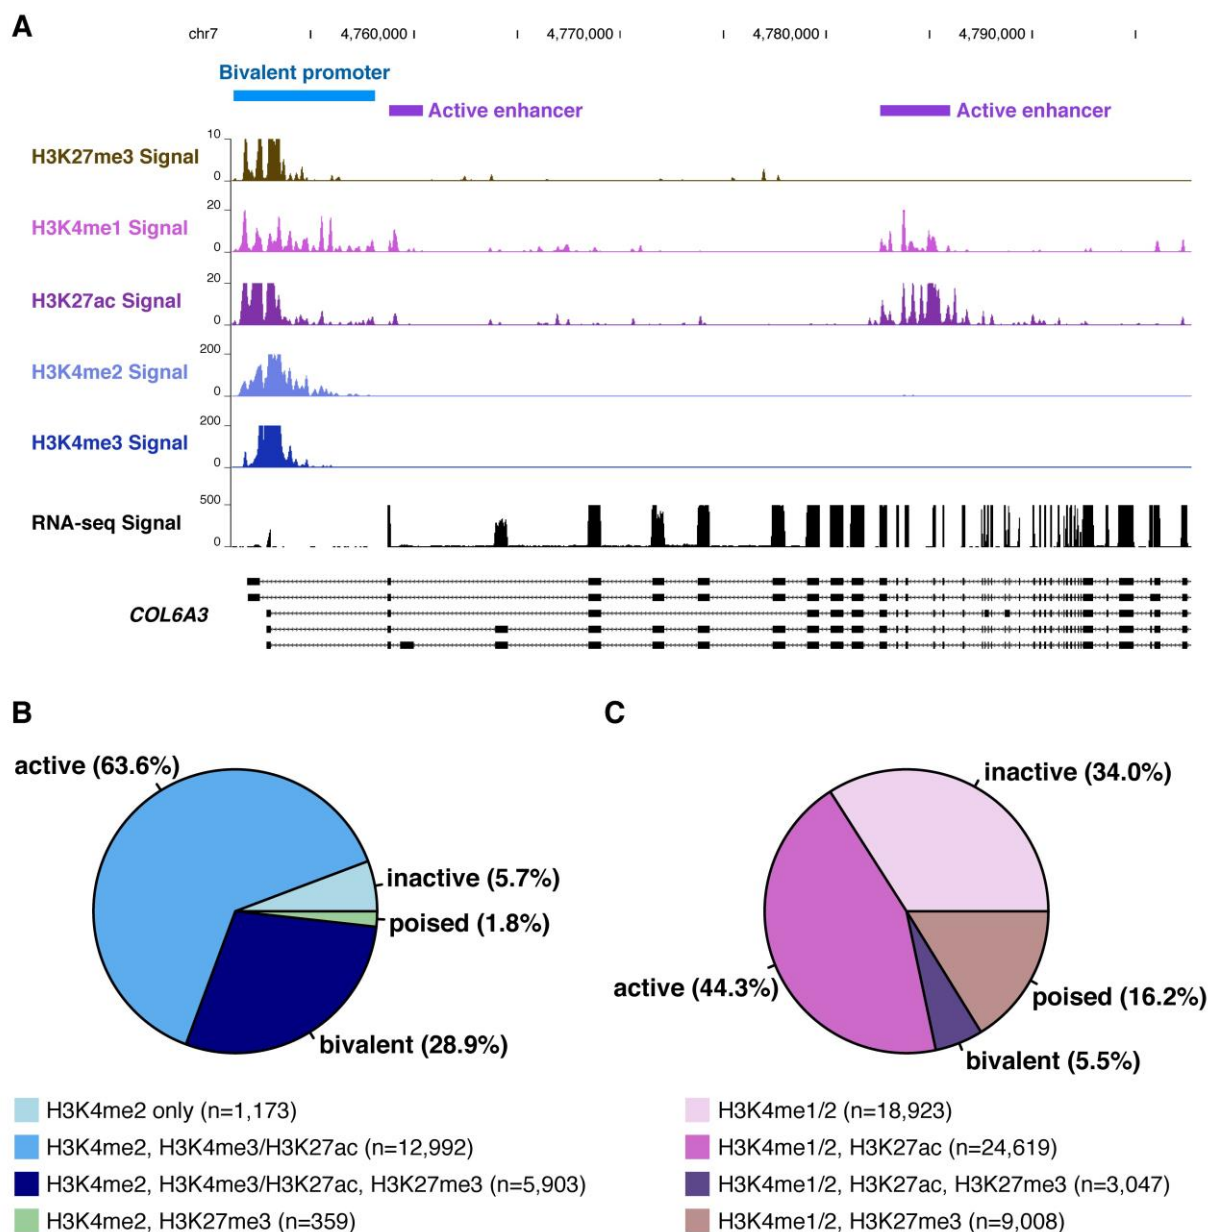 A
chr7 4,760,000 4,770,000 4,780,000 4,790,000
Bivalent promoter
Active enhancer Active enhancer
H3K27me3 Signal 10 0
H3K4me1 Signal 20 0
H3K27ac Signal 20 0
H3K4me2 Signal 200 0
H3K4me3 Signal 200 0
RNA-seq Signal 500 0
COL6A3
B
active (63.6%)
inactive (5.7%)
poised (1.8%)
bivalent (28.9%)
H3K4me2 only (n=1,173)
H3K4me2, H3K4me3/H3K27ac (n=12,992)
H3K4me2, H3K4me3/H3K27ac, H3K27me3 (n=5,903)
H3K4me2, H3K27me3 (n=359)
C
inactive (34.0%)
active (44.3%)
poised (16.2%)
bivalent (5.5%)
H3K4me1/2 (n=18,923)
H3K4me1/2, H3K27ac (n=24,619)
H3K4me1/2, H3K27ac, H3K27me3 (n=3,047)
H3K4me1/2, H3K27me3 (n=9,008)